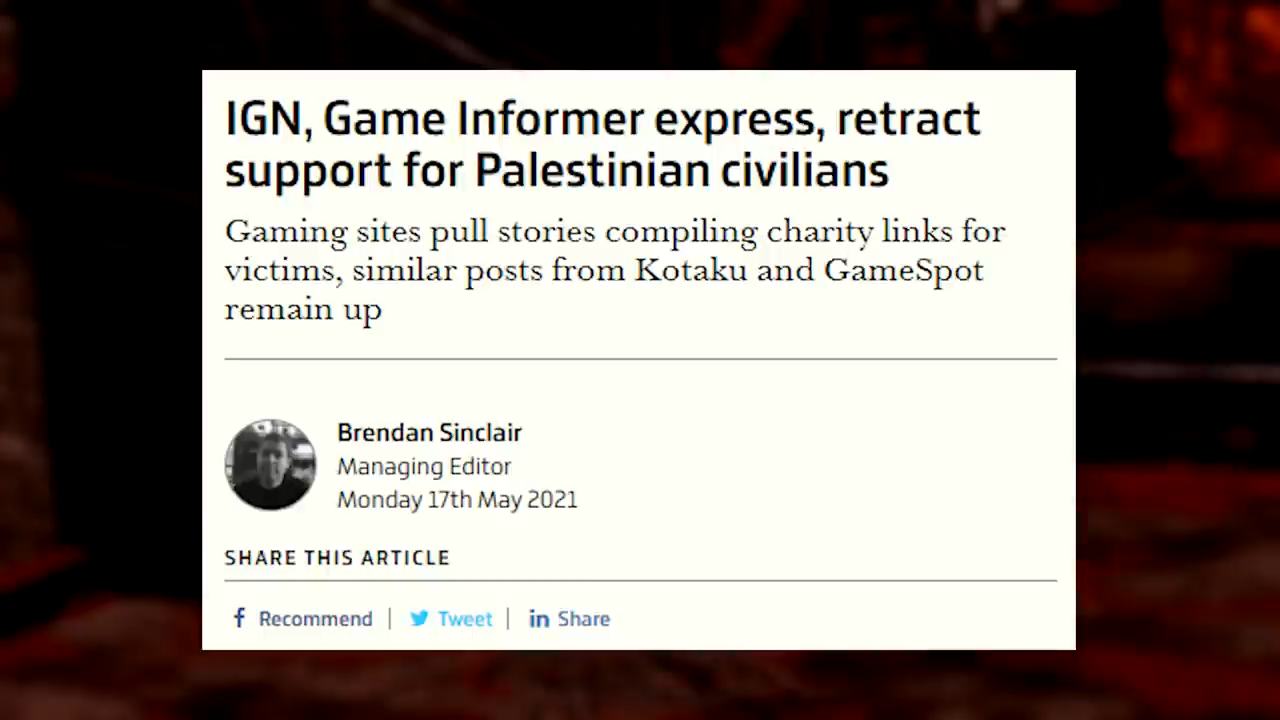 IGN, Game Informer express, retract
support for Palestinian civilians
Gaming sites pull stories compiling charity links for
victims, similar posts from Kotaku and GameSpot
remain up
Brendan Sinclair
Managing Editor
Monday 17th May 2021
SHARE THIS ARTICLE
Recommend | Tweet | in Share